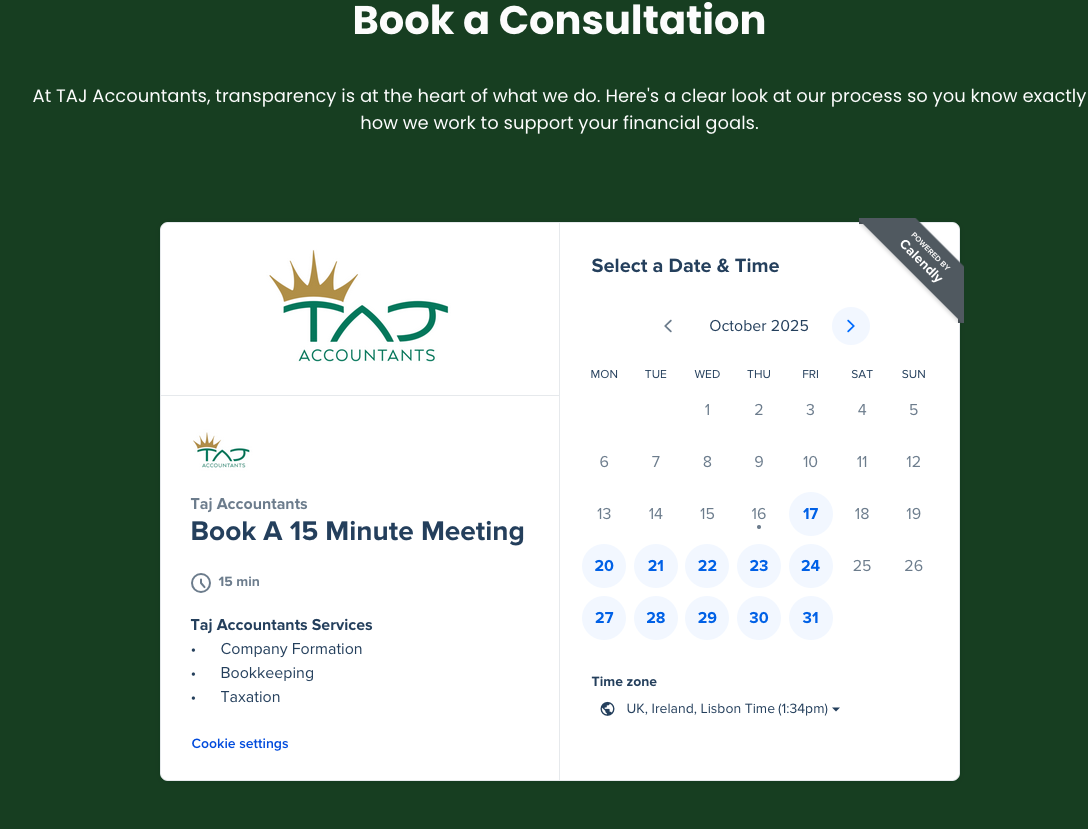 Book a Consultation
At TAJ Accountants, transparency is at the heart of what we do. Here's a clear look at our process so you know exactly
how we work to support your financial goals.
TAJ
ACCOUNTANTS
TAJ
ACCOUNTANTS
Taj Accountants
Book A 15 Minute Meeting
15 min
Taj Accountants Services
• Company Formation
• Bookkeeping
• Taxation
Cookie settings
POWERED BY
Calendly
Select a Date & Time
October 2025
MON TUE WED THU FRI SAT SUN
1 2 3 4 5
6 7 8 9 10 11 12
13 14 15 16 17 18 19
20 21 22 23 24 25 26
27 28 29 30 31
Time zone
UK, Ireland, Lisbon Time (1:34pm)